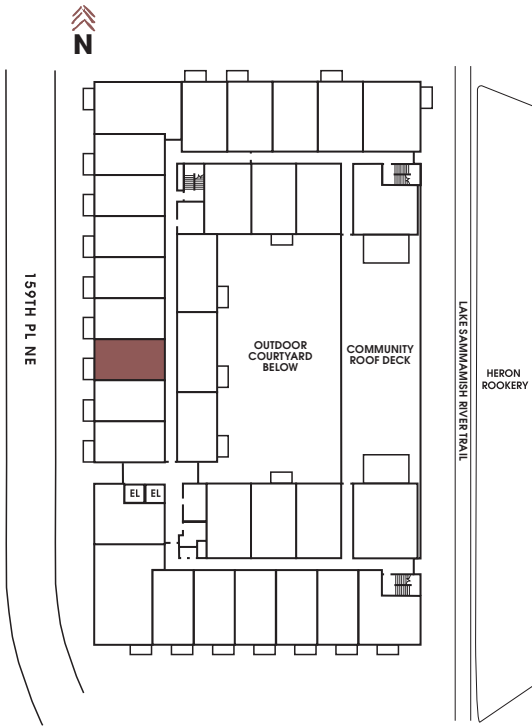 N
159TH PL NE
OUTDOOR
COURTYARD
BELOW
COMMUNITY
ROOF DECK
LAKE SAMMAMISH RIVER TRAIL
HERON
ROOKERY
EL EL